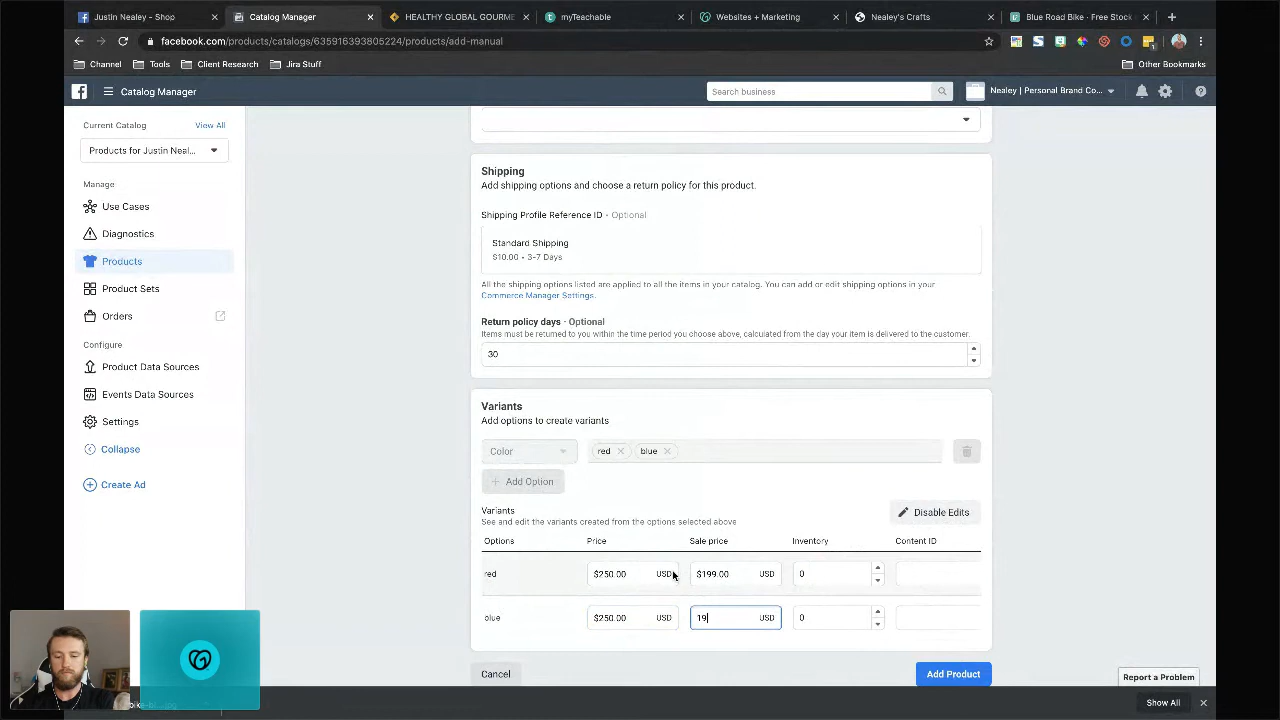 Justin Nealey - Shop
Catalog Manager
HEALTHY GLOBAL GOURME
myTeachable
Websites + Marketing
Nealey's Crafts
Blue Road Bike · Free Stock
facebook.com/products/catalogs/635916393805224/products/add-manual
Channel
Tools
Client Research
Jira Stuff
Other Bookmarks
Catalog Manager
Search business
Nealey | Personal Brand Co...
Current Catalog
View All
Products for Justin Neal...
Manage
Use Cases
Diagnostics
Products
Product Sets
Orders
Configure
Product Data Sources
Events Data Sources
Settings
Collapse
Create Ad
Shipping
Add shipping options and choose a return policy for this product.
Shipping Profile Reference ID · Optional
Standard Shipping
$10.00 · 3-7 Days
All the shipping options listed are applied to all the items in your catalog. You can add or edit shipping options in your
Commerce Manager Settings.
Return policy days · Optional
Items must be returned to you within the time period you choose above, calculated from the day your item is delivered to the customer.
30
Variants
Add options to create variants
Color
red
blue
Add Option
Variants
See and edit the variants created from the options selected above
Disable Edits
Options Price Sale price Inventory Content ID
red $250.00 USD $199.00 USD 0
blue $250.00 USD 19 USD 0
Cancel
Add Product
Report a Problem
Show All